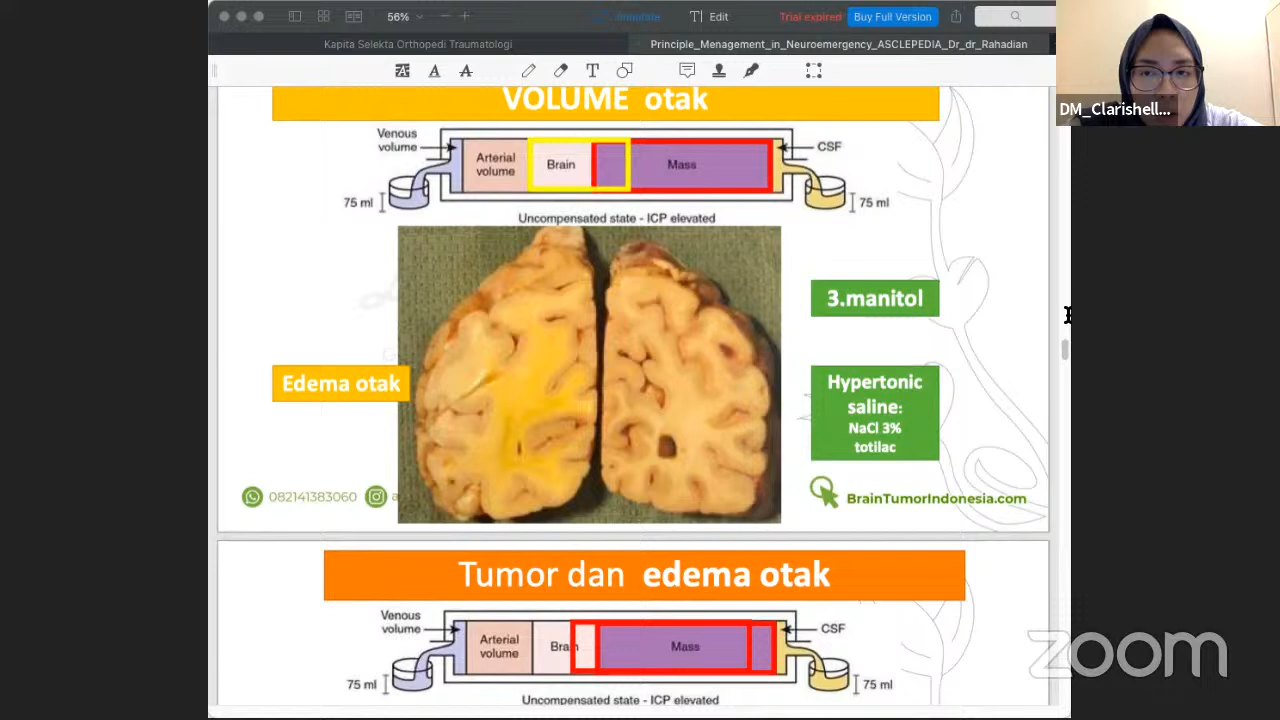 56%
Annotate
Edit
Trial expired
Buy Full Version
Kapita Selekta Orthopedi Traumatologi
Principle_Menagement_in_Neuroemergency_ASCLEPEDIA_Dr_dr_Rahadian
DM_Clarishell...
VOLUME otak
Venous volume
Arterial volume
Brain
Mass
CSF
75 ml
75 ml
Uncompensated state - ICP elevated
3.manitol
Edema otak
Hypertonic
saline:
NaCl 3%
totilac
082141383060
BrainTumorIndonesia.com
Tumor dan edema otak
Venous volume
Arterial volume
Brain
Mass
CSF
75 ml
75 ml
Uncompensated state - ICP elevated
zoom